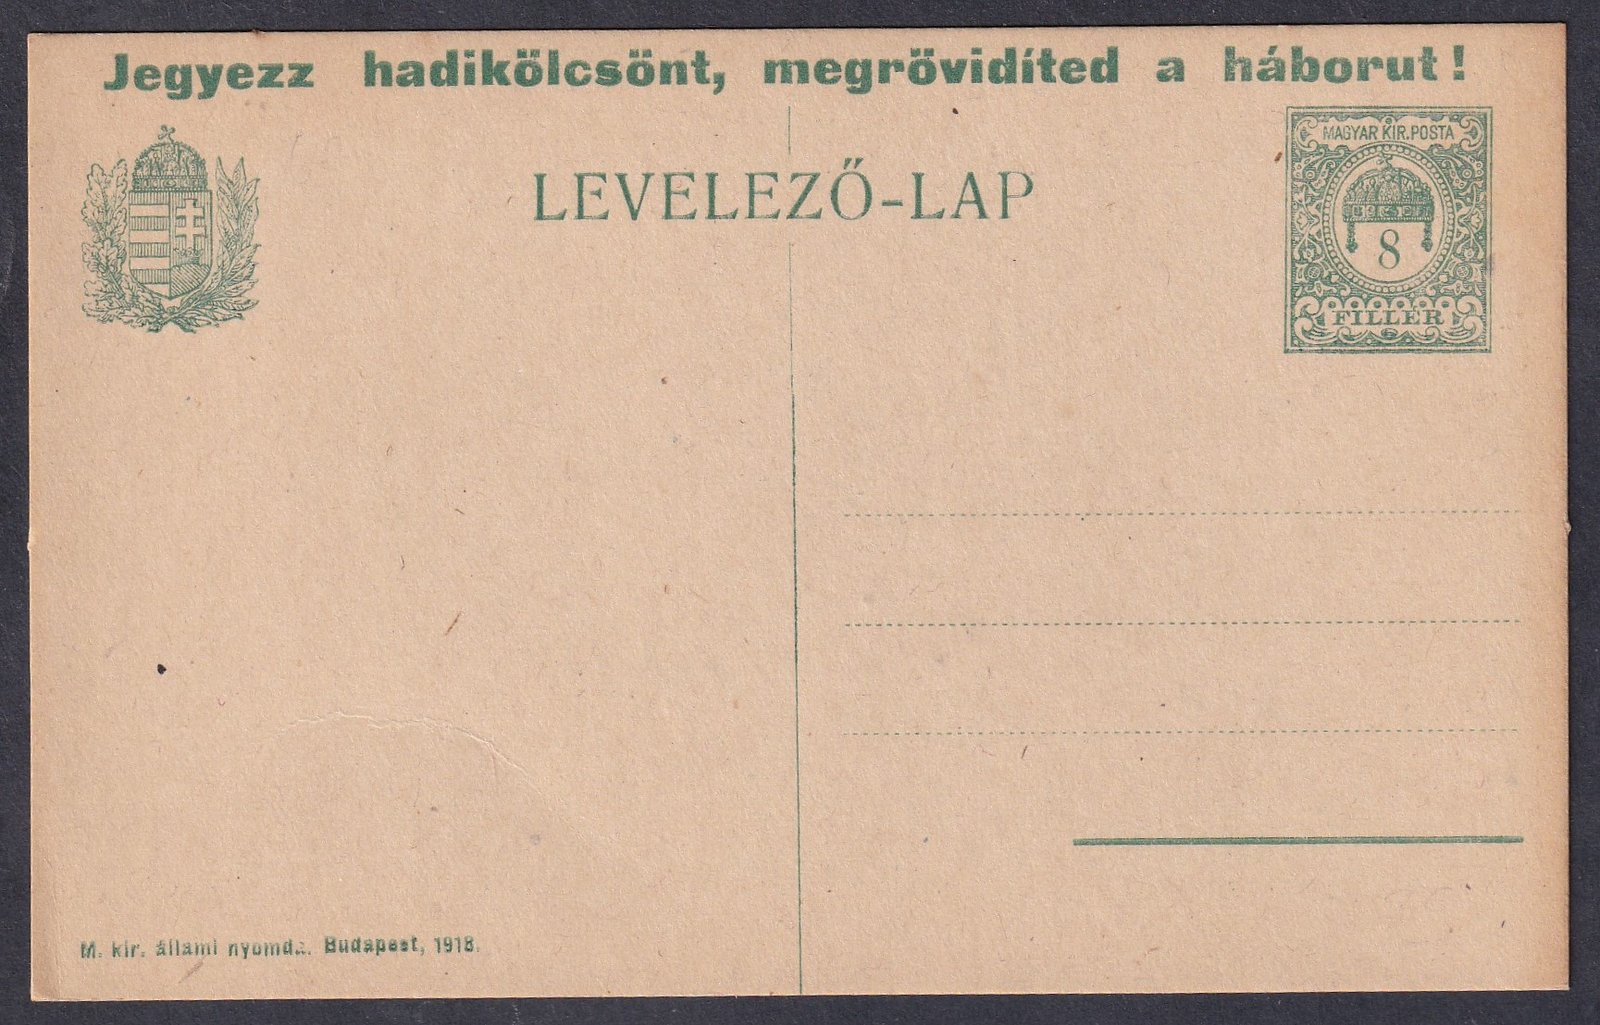 Jegyezz hadikölcsönt, megrövidíted a háborut!
MAGYAR KIR. POSTA
LEVELEZŐ-LAP
8
FILLÉR
M. kir. állami nyomda. Budapest, 1918.